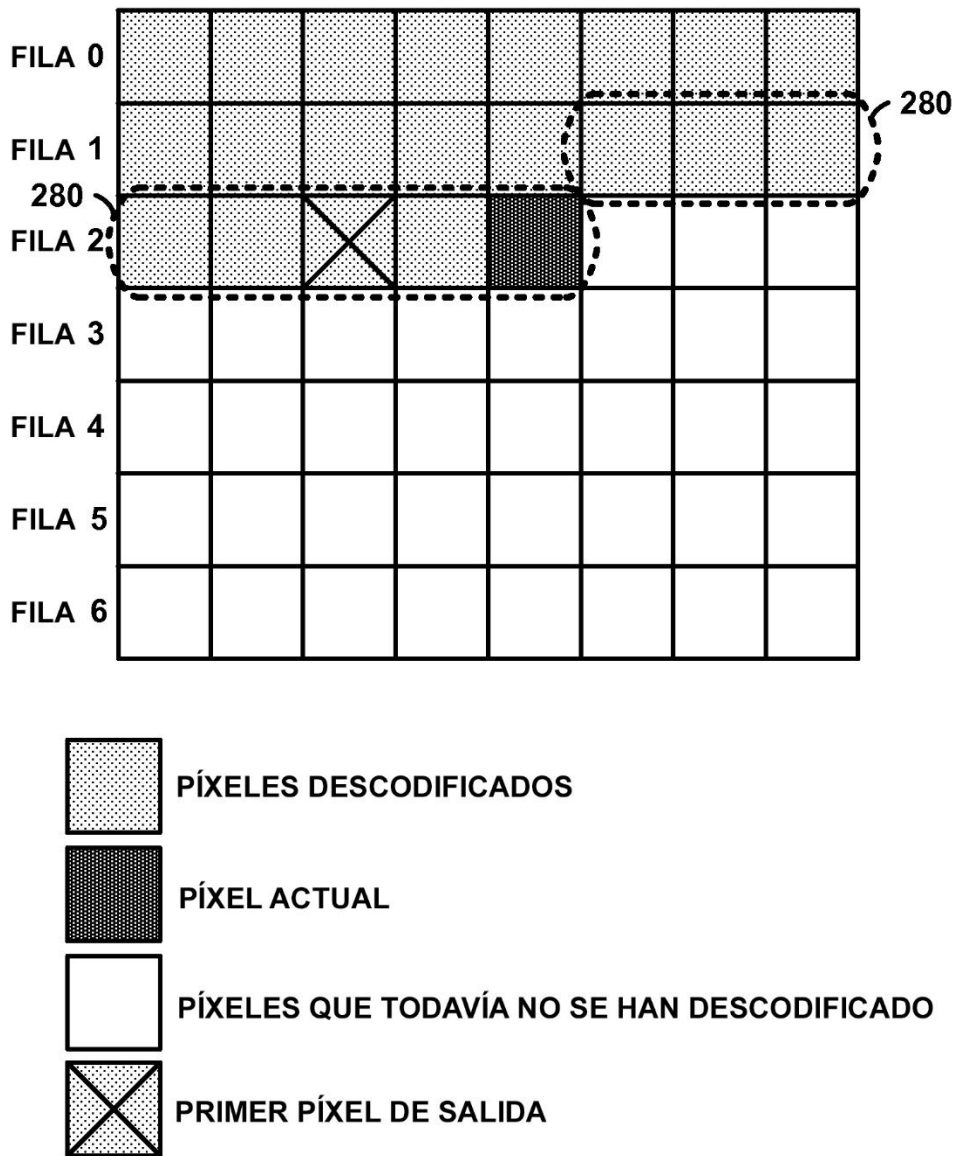 FILA 0
280
FILA 1
280
FILA 2
FILA 3
FILA 4
FILA 5
FILA 6
PÍXELES DESCODIFICADOS
PÍXEL ACTUAL
PÍXELES QUE TODAVÍA NO SE HAN DESCODIFICADO
PRIMER PÍXEL DE SALIDA